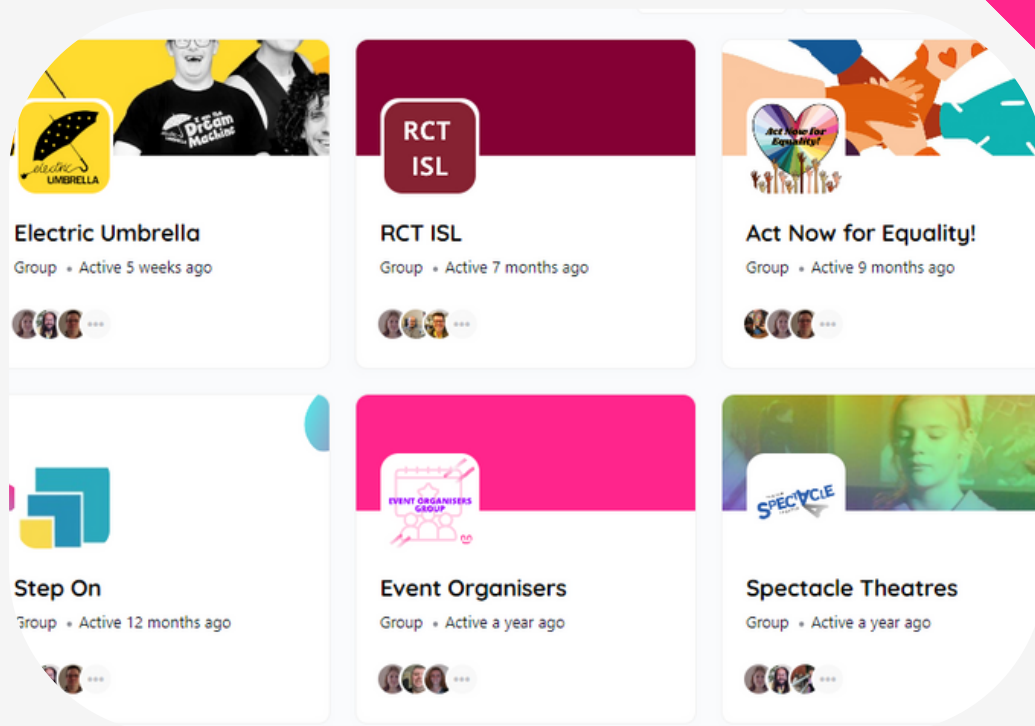 I am the
Dream
Machine
electric
UMBRELLA
Electric Umbrella
Group • Active 5 weeks ago
RCT
ISL
RCT ISL
Group • Active 7 months ago
Act Now for
Equality!
Act Now for Equality!
Group • Active 9 months ago
Step On
Group • Active 12 months ago
EVENT ORGANISERS
GROUP
Event Organisers
Group • Active a year ago
SPECTACLE
Spectacle Theatres
Group • Active a year ago